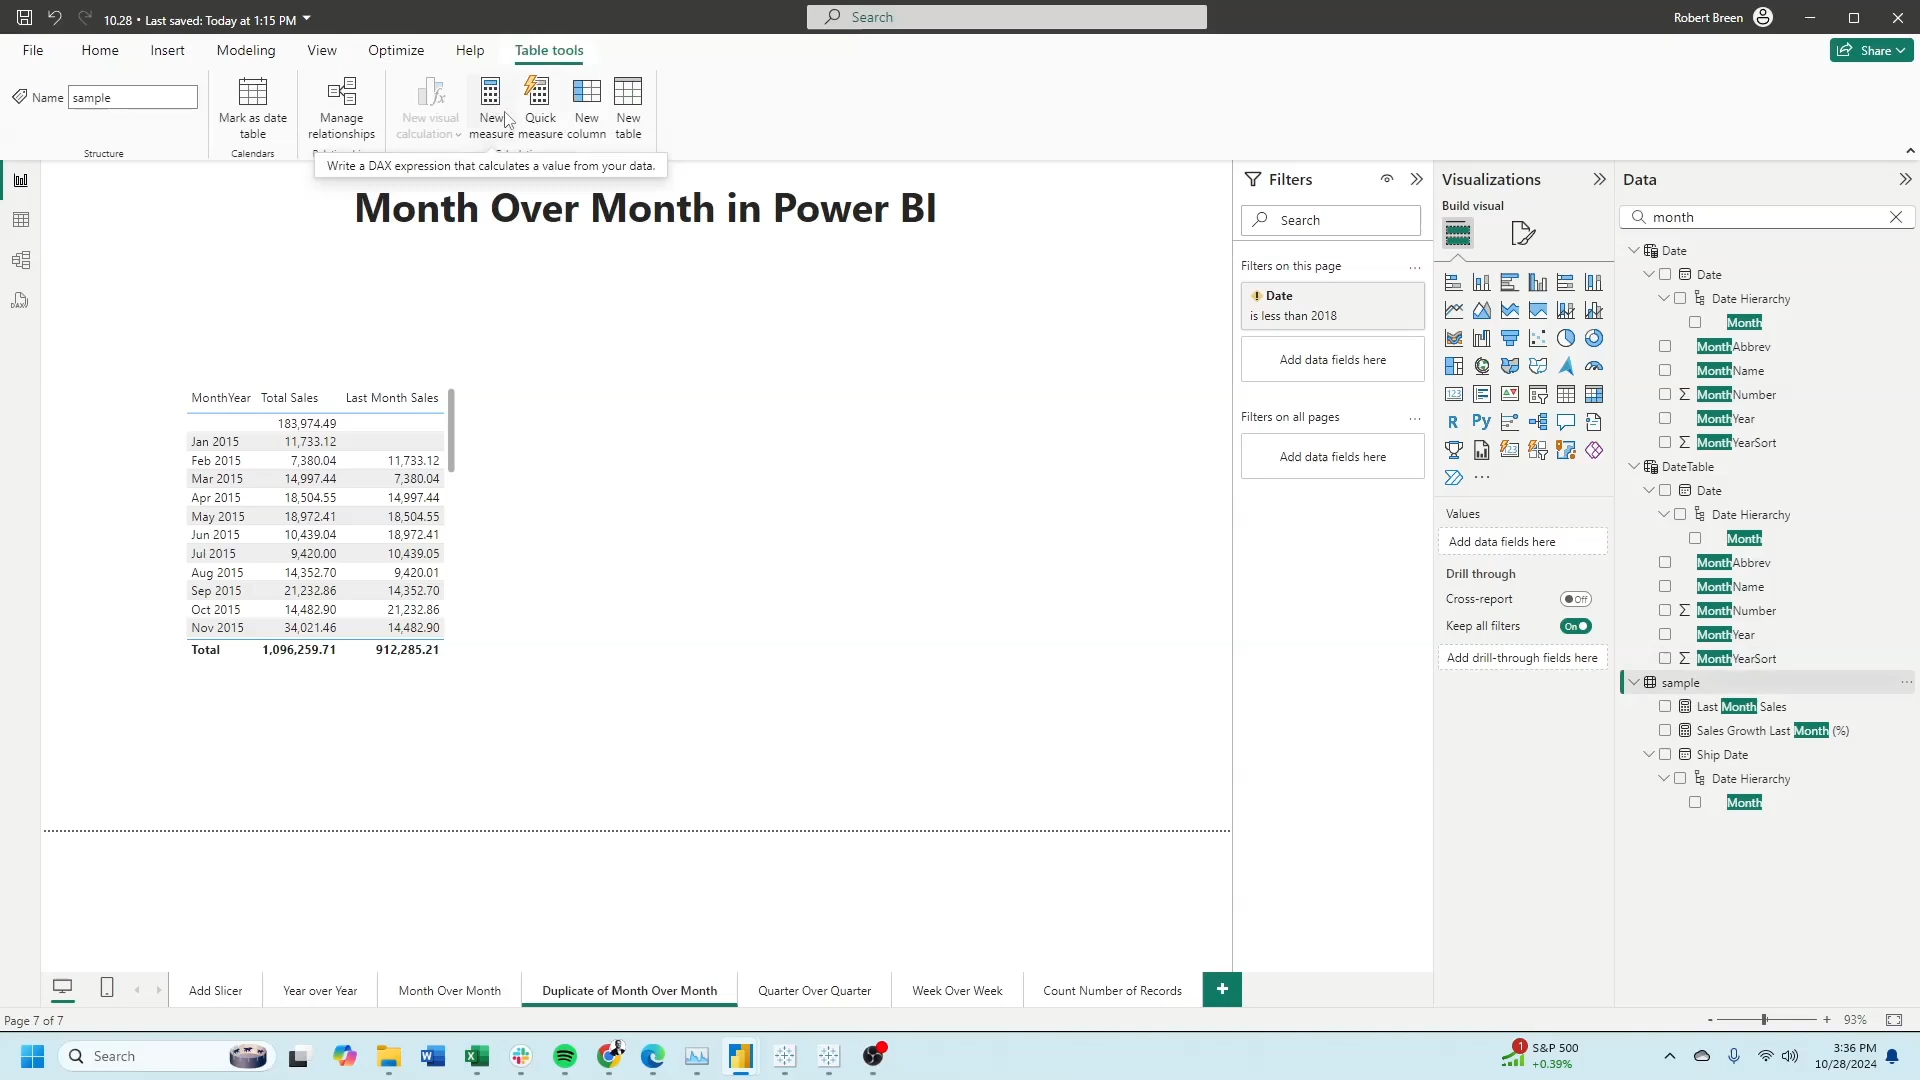 10.28 • Last saved: Today at 1:15 PM
Search
Robert Breen
File
Home
Insert
Modeling
View
Optimize
Help
Table tools
Share
Name
sample
Mark as date
table
Manage
relationships
New visual
calculation
New
measure
Quick
measure
New
column
New
table
Structure
Calendars
Write a DAX expression that calculates a value from your data.
Month Over Month in Power BI
MonthYear Total Sales Last Month Sales
183,974.49
Jan 2015 11,733.12
Feb 2015 7,380.04 11,733.12
Mar 2015 14,997.44 7,380.04
Apr 2015 18,504.55 14,997.44
May 2015 18,972.41 18,504.55
Jun 2015 10,439.04 18,972.41
Jul 2015 9,420.00 10,439.05
Aug 2015 14,352.70 9,420.01
Sep 2015 21,232.86 14,352.70
Oct 2015 14,482.90 21,232.86
Nov 2015 34,021.46 14,482.90
Total 1,096,259.71 912,285.21
Filters
Search
Filters on this page
...
Date
is less than 2018
Add data fields here
Filters on all pages
...
Add data fields here
Visualizations
Build visual
123
R
Py
...
Values
Add data fields here
Drill through
Cross-report
Off
Keep all filters
On
Add drill-through fields here
Data
month
Date
Date
Date Hierarchy
Month
MonthAbbrev
MonthName
MonthNumber
MonthYear
MonthYearSort
DateTable
Date
Date Hierarchy
Month
MonthAbbrev
MonthName
MonthNumber
MonthYear
MonthYearSort
sample
...
Last Month Sales
Sales Growth Last Month (%)
Ship Date
Date Hierarchy
Month
Add Slicer
Year over Year
Month Over Month
Duplicate of Month Over Month
Quarter Over Quarter
Week Over Week
Count Number of Records
+
Page 7 of 7
- + 93%
Search
1
S&P 500
+0.39%
3:36 PM
10/28/2024